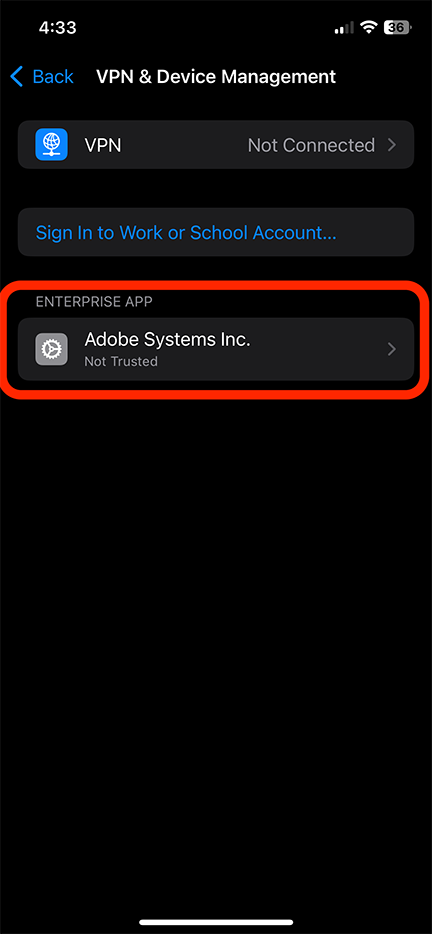 4:33
36
Back
VPN & Device Management
VPN
Not Connected
Sign In to Work or School Account...
ENTERPRISE APP
Adobe Systems Inc.
Not Trusted